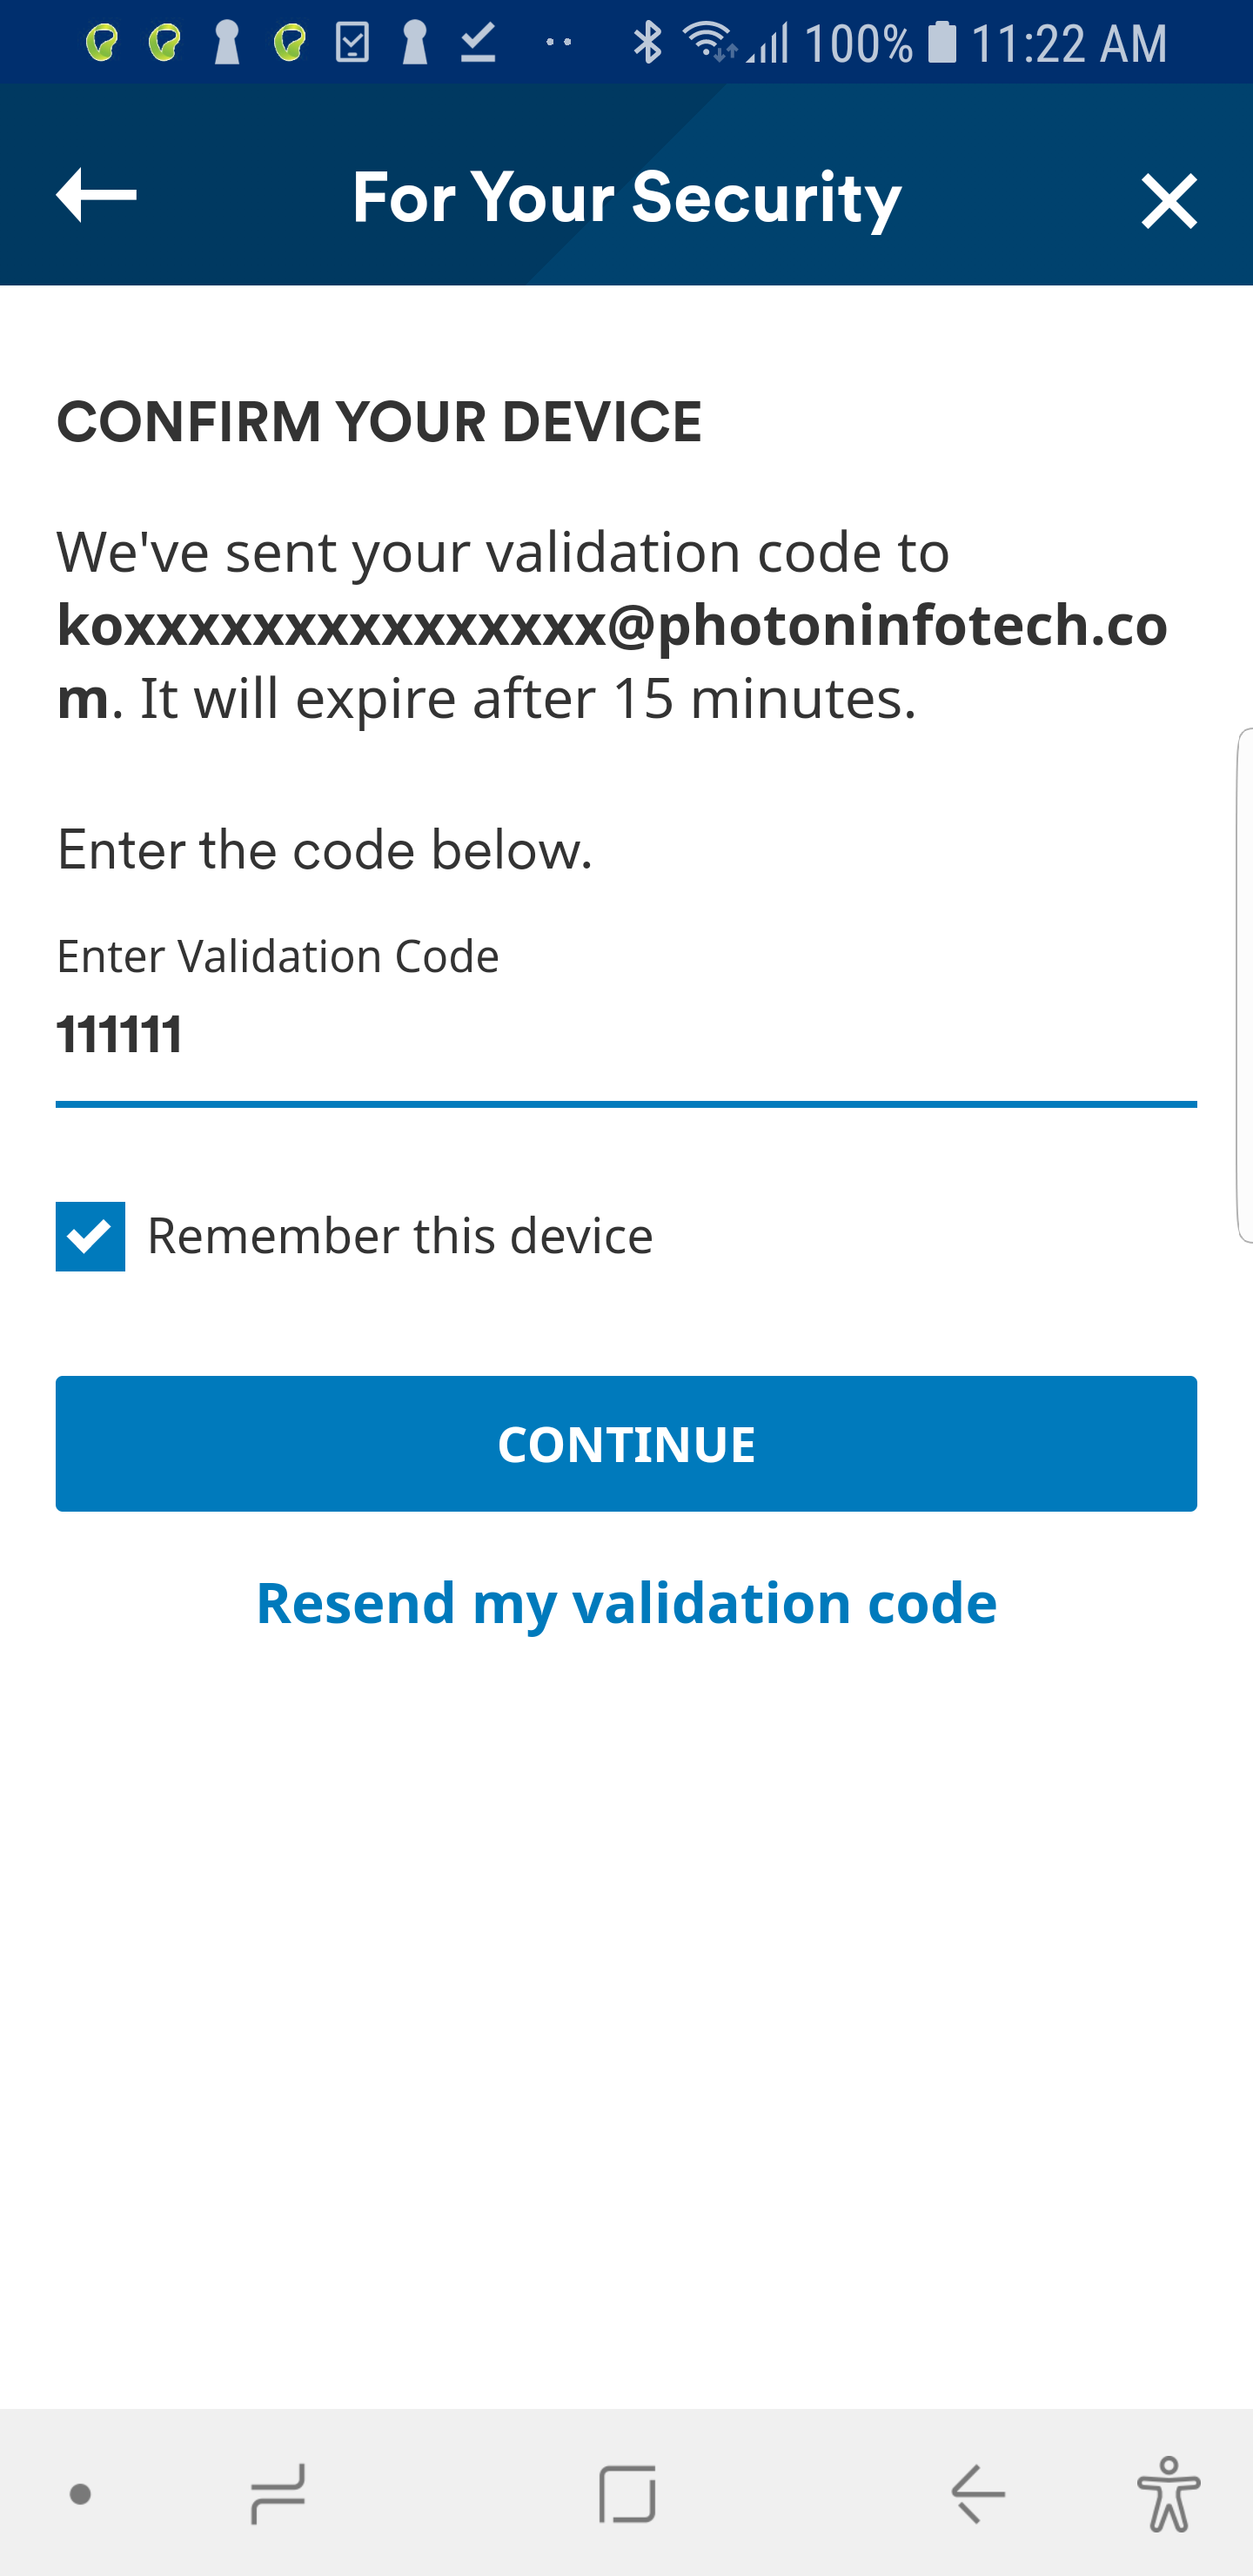 100% 11:22 AM
For Your Security
CONFIRM YOUR DEVICE
We've sent your validation code to
koxxxxxxxxxxxxxxx@photoninfotech.co
m. It will expire after 15 minutes.
Enter the code below.
Enter Validation Code
111111
Remember this device
CONTINUE
Resend my validation code